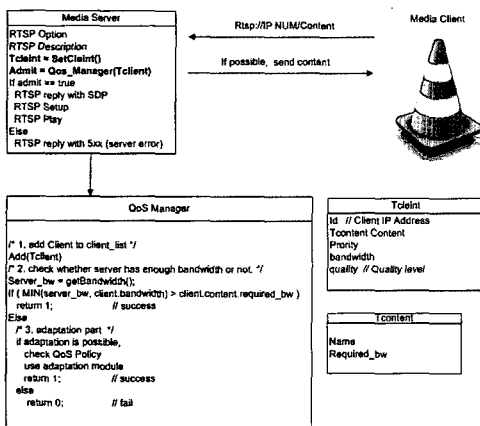 Media Server
RTSP Option
RTSP Description
Tcleint = SetCleint()
Admit = Qos_Manager(Tclient)
If admit == true
RTSP reply with SDP
RTSP Setup
RTSP Play
Else
RTSP reply with 5xx (server error)
Rtsp://IP NUM/Content
If possible, send contant
Media Client
QoS Manager
/* 1. add Client to client_list */
Add(Tclient)
/* 2. check whether server has enough bandwidth or not. */
Server_bw = getBandwidth();
If ( MIN(server_bw, client.bandwidth) > client.content.required_bw )
return 1; // success
Else
/* 3. adaptation part */
if adaptation is possible,
check QoS Policy
use adaptation module
return 1; // success
else
return 0; // fail
Tcleint
Id // Client IP Address
Tcontent Content
Prority
bandwidth
quality // Quality level
Tcontent
Name
Required_bw